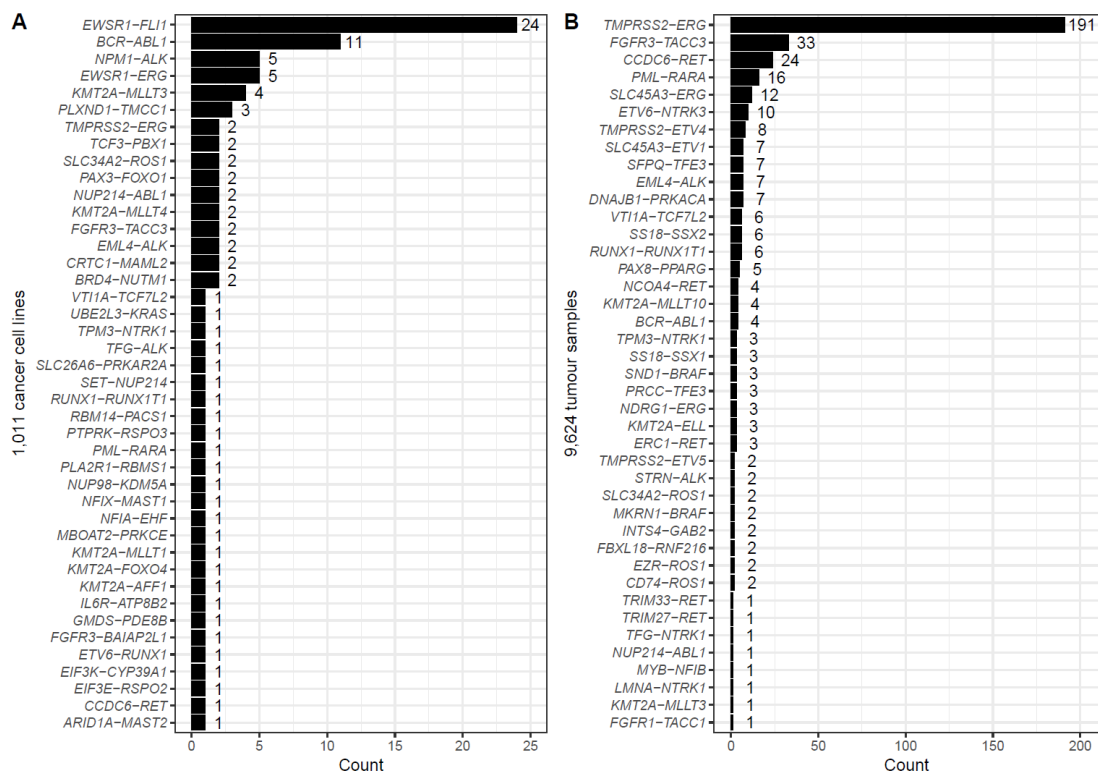 A
1,011 cancer cell lines
EWSR1−FLI1 24
BCR−ABL1 11
NPM1−ALK 5
EWSR1−ERG 5
KMT2A−MLLT3 4
PLXND1−TMCC1 3
TMPRSS2−ERG 2
TCF3−PBX1 2
SLC34A2−ROS1 2
PAX3−FOXO1 2
NUP214−ABL1 2
KMT2A−MLLT4 2
FGFR3−TACC3 2
EML4−ALK 2
CRTC1−MAML2 2
BRD4−NUTM1 2
VTI1A−TCF7L2 1
UBE2L3−KRAS 1
TPM3−NTRK1 1
TFG−ALK 1
SLC26A6−PRKAR2A 1
SET−NUP214 1
RUNX1−RUNX1T1 1
RBM14−PACS1 1
PTPRK−RSPO3 1
PML−RARA 1
PLA2R1−RBMS1 1
NUP98−KDM5A 1
NFIX−MAST1 1
NFIA−EHF 1
MBOAT2−PRKCE 1
KMT2A−MLLT1 1
KMT2A−FOXO4 1
KMT2A−AFF1 1
IL6R−ATP8B2 1
GMDS−PDE8B 1
FGFR3−BAIAP2L1 1
ETV6−RUNX1 1
EIF3K−CYP39A1 1
EIF3E−RSPO2 1
CCDC6−RET 1
ARID1A−MAST2 1
0 5 10 15 20 25
Count
B
9,624 tumour samples
TMPRSS2−ERG 191
FGFR3−TACC3 33
CCDC6−RET 24
PML−RARA 16
SLC45A3−ERG 12
ETV6−NTRK3 10
TMPRSS2−ETV4 8
SLC45A3−ETV1 7
SFPQ−TFE3 7
EML4−ALK 7
DNAJB1−PRKACA 7
VTI1A−TCF7L2 6
SS18−SSX2 6
RUNX1−RUNX1T1 6
PAX8−PPARG 5
NCOA4−RET 4
KMT2A−MLLT10 4
BCR−ABL1 4
TPM3−NTRK1 3
SS18−SSX1 3
SND1−BRAF 3
PRCC−TFE3 3
NDRG1−ERG 3
KMT2A−ELL 3
ERC1−RET 3
TMPRSS2−ETV5 2
STRN−ALK 2
SLC34A2−ROS1 2
MKRN1−BRAF 2
INTS4−GAB2 2
FBXL18−RNF216 2
EZR−ROS1 2
CD74−ROS1 2
TRIM33−RET 1
TRIM27−RET 1
TFG−NTRK1 1
NUP214−ABL1 1
MYB−NFIB 1
LMNA−NTRK1 1
KMT2A−MLLT3 1
FGFR1−TACC1 1
0 50 100 150 200
Count